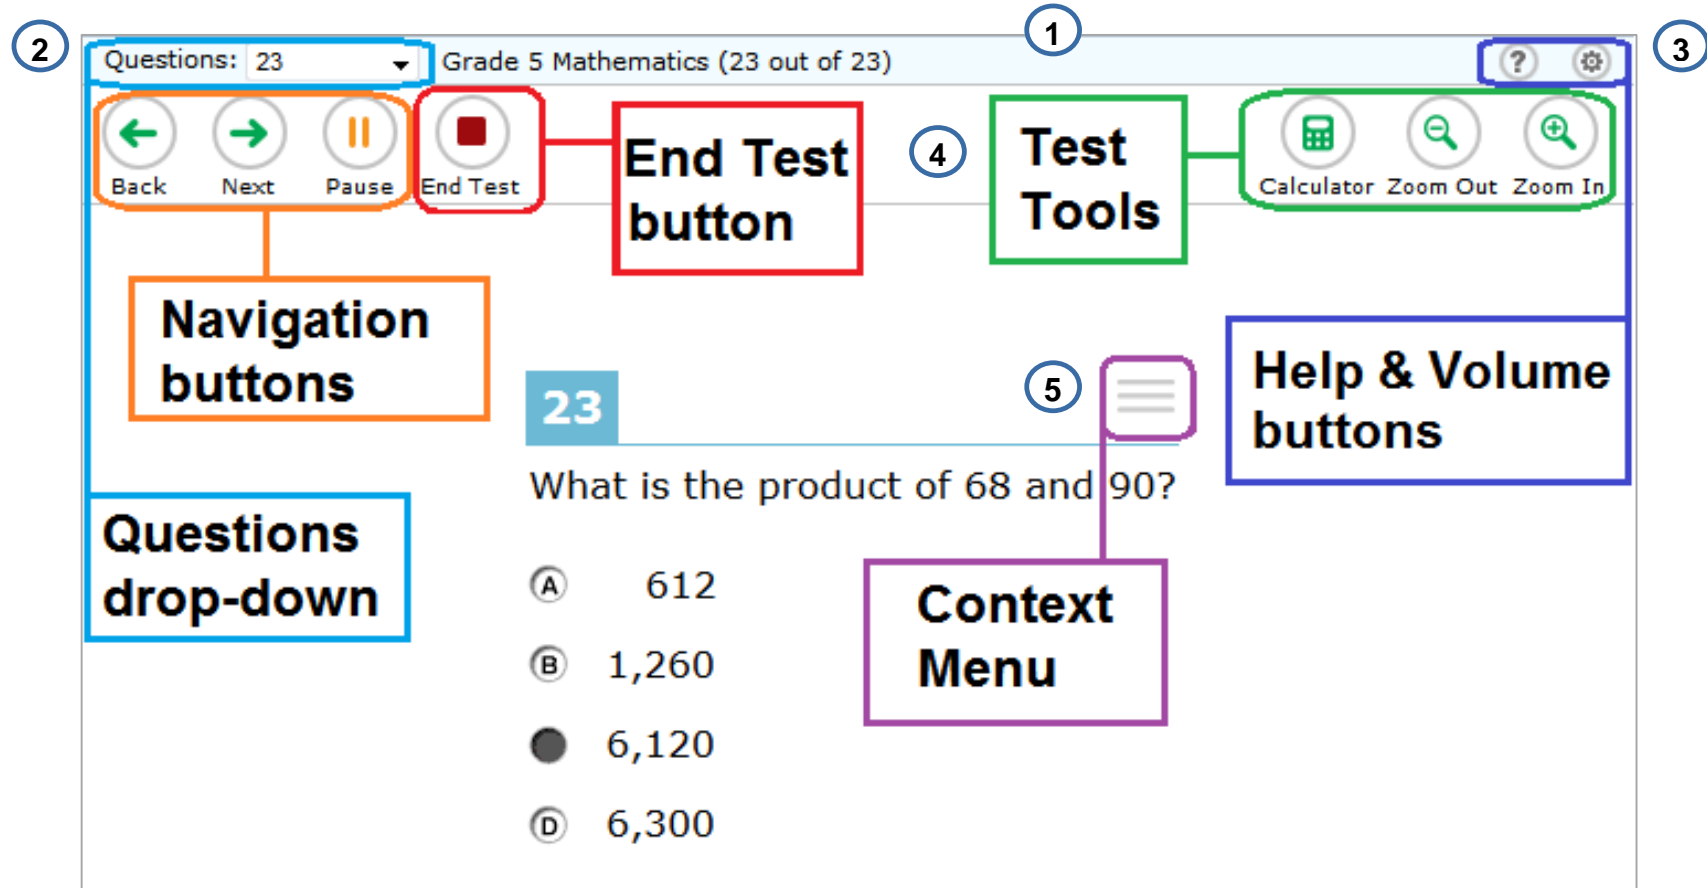 1
2
3
Questions: 23
Grade 5 Mathematics (23 out of 23)
?
Back
Next
Pause
End Test
End Test
button
4
Test
Tools
Calculator
Zoom Out
Zoom In
Navigation
buttons
Help & Volume
buttons
5
23
What is the product of 68 and 90?
Questions
drop-down
A 612
B 1,260
6,120
D 6,300
Context
Menu